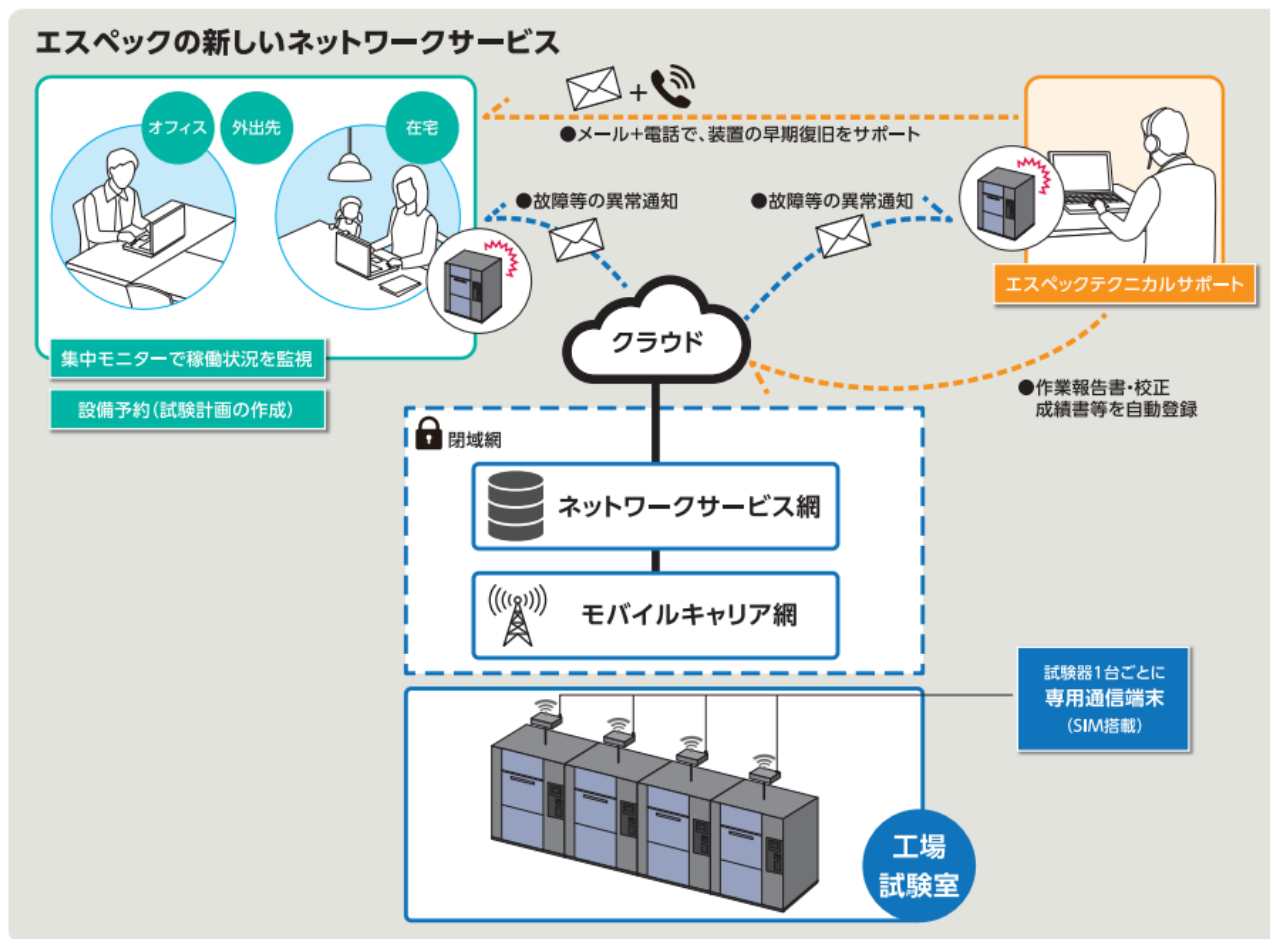 エスペックの新しいネットワークサービス
オフィス
外出先
在宅
+
●メール+電話で、装置の早期復旧をサポート
●故障等の異常通知
●故障等の異常通知
エスペックテクニカルサポート
クラウド
集中モニターで稼働状況を監視
設備予約(試験計画の作成)
●作業報告書・校正
成績書等を自動登録
閉域網
ネットワークサービス網
モバイルキャリア網
試験器1台ごとに
専用通信端末
(SIM搭載)
工場
試験室